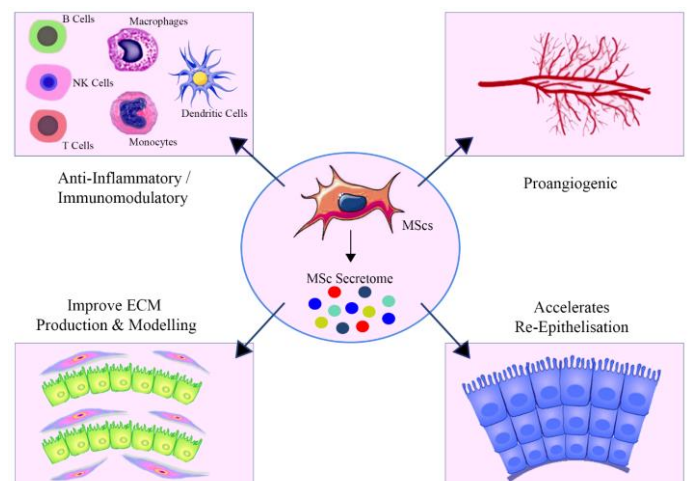 B Cells
Macrophages
NK Cells
Dendritic Cells
T Cells
Monocytes
Anti-Inflammatory /
Immunomodulatory
Proangiogenic
MScs
MSc Secretome
Improve ECM
Production & Modelling
Accelerates
Re-Epithelisation